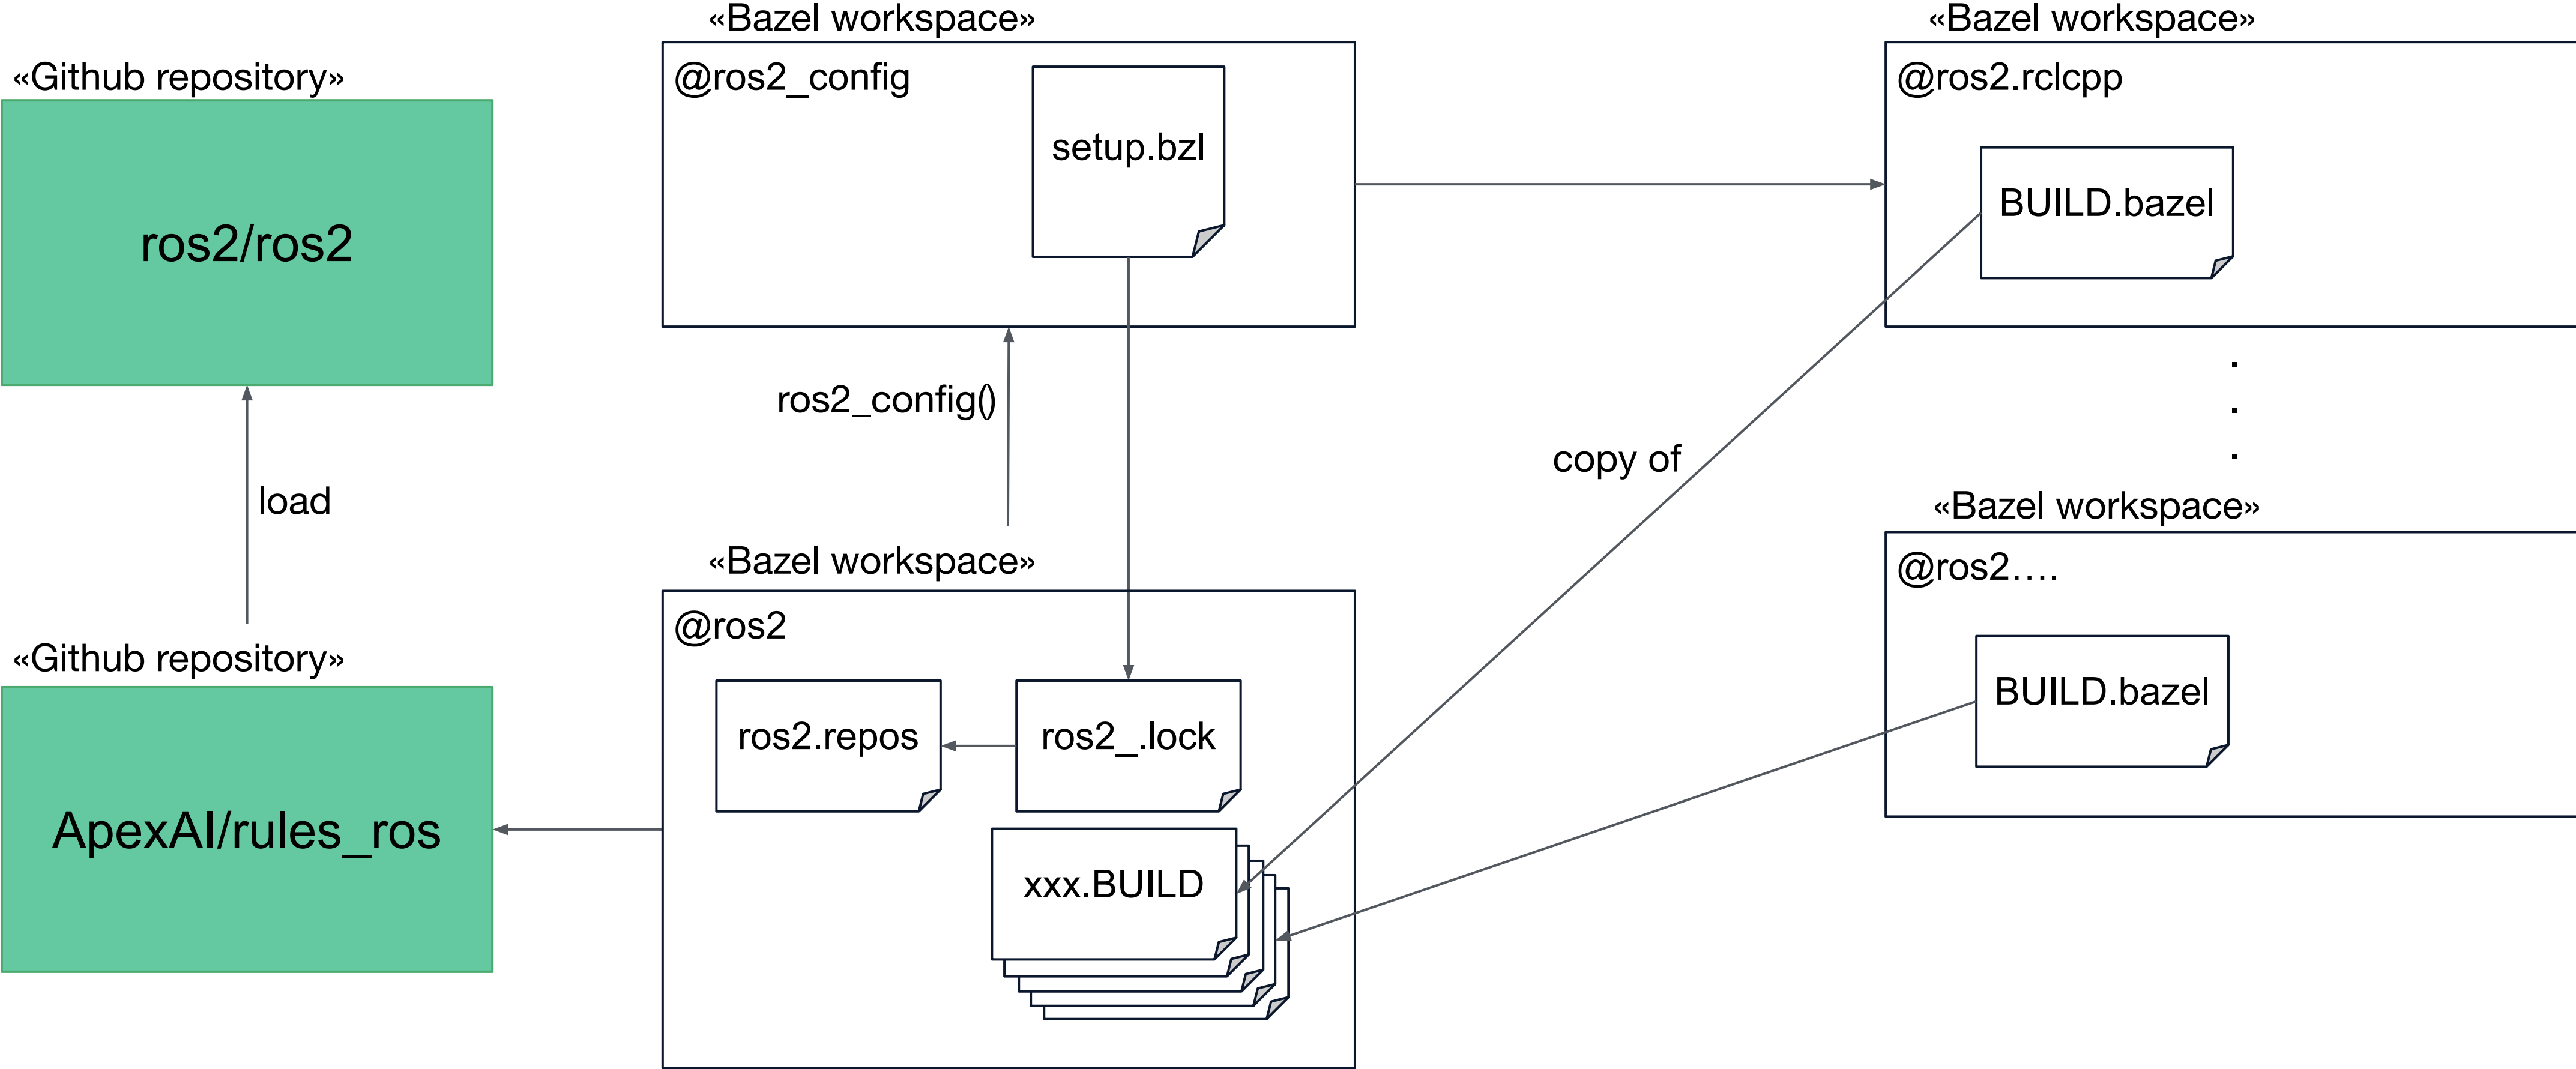 «Github repository»
ros2/ros2
load
«Github repository»
ApexAI/rules_ros
«Bazel workspace»
@ros2_config
setup.bzl
ros2_config()
«Bazel workspace»
@ros2
ros2.repos
ros2_.lock
xxx.BUILD
copy of
«Bazel workspace»
@ros2.rclcpp
BUILD.bazel
.
.
.
«Bazel workspace»
@ros2....
BUILD.bazel